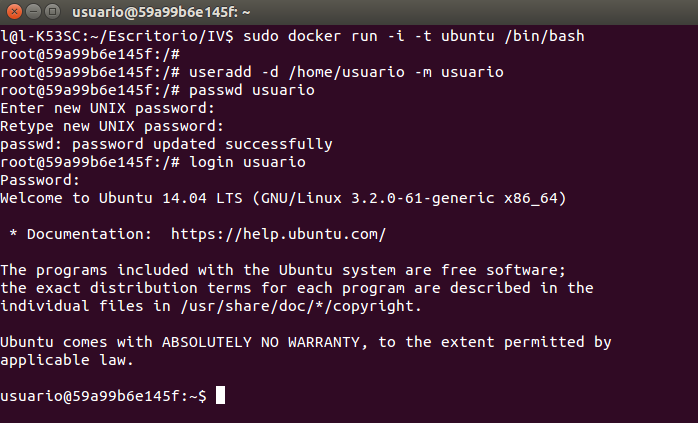 usuario@59a99b6e145f: ~
l@l-K53SC:~/Escritorio/IV$ sudo docker run -i -t ubuntu /bin/bash
root@59a99b6e145f:/#
root@59a99b6e145f:/# useradd -d /home/usuario -m usuario
root@59a99b6e145f:/# passwd usuario
Enter new UNIX password:
Retype new UNIX password:
passwd: password updated successfully
root@59a99b6e145f:/# login usuario
Password:
Welcome to Ubuntu 14.04 LTS (GNU/Linux 3.2.0-61-generic x86_64)
* Documentation:  https://help.ubuntu.com/
The programs included with the Ubuntu system are free software;
the exact distribution terms for each program are described in the
individual files in /usr/share/doc/*/copyright.
Ubuntu comes with ABSOLUTELY NO WARRANTY, to the extent permitted by
applicable law.
usuario@59a99b6e145f:~$